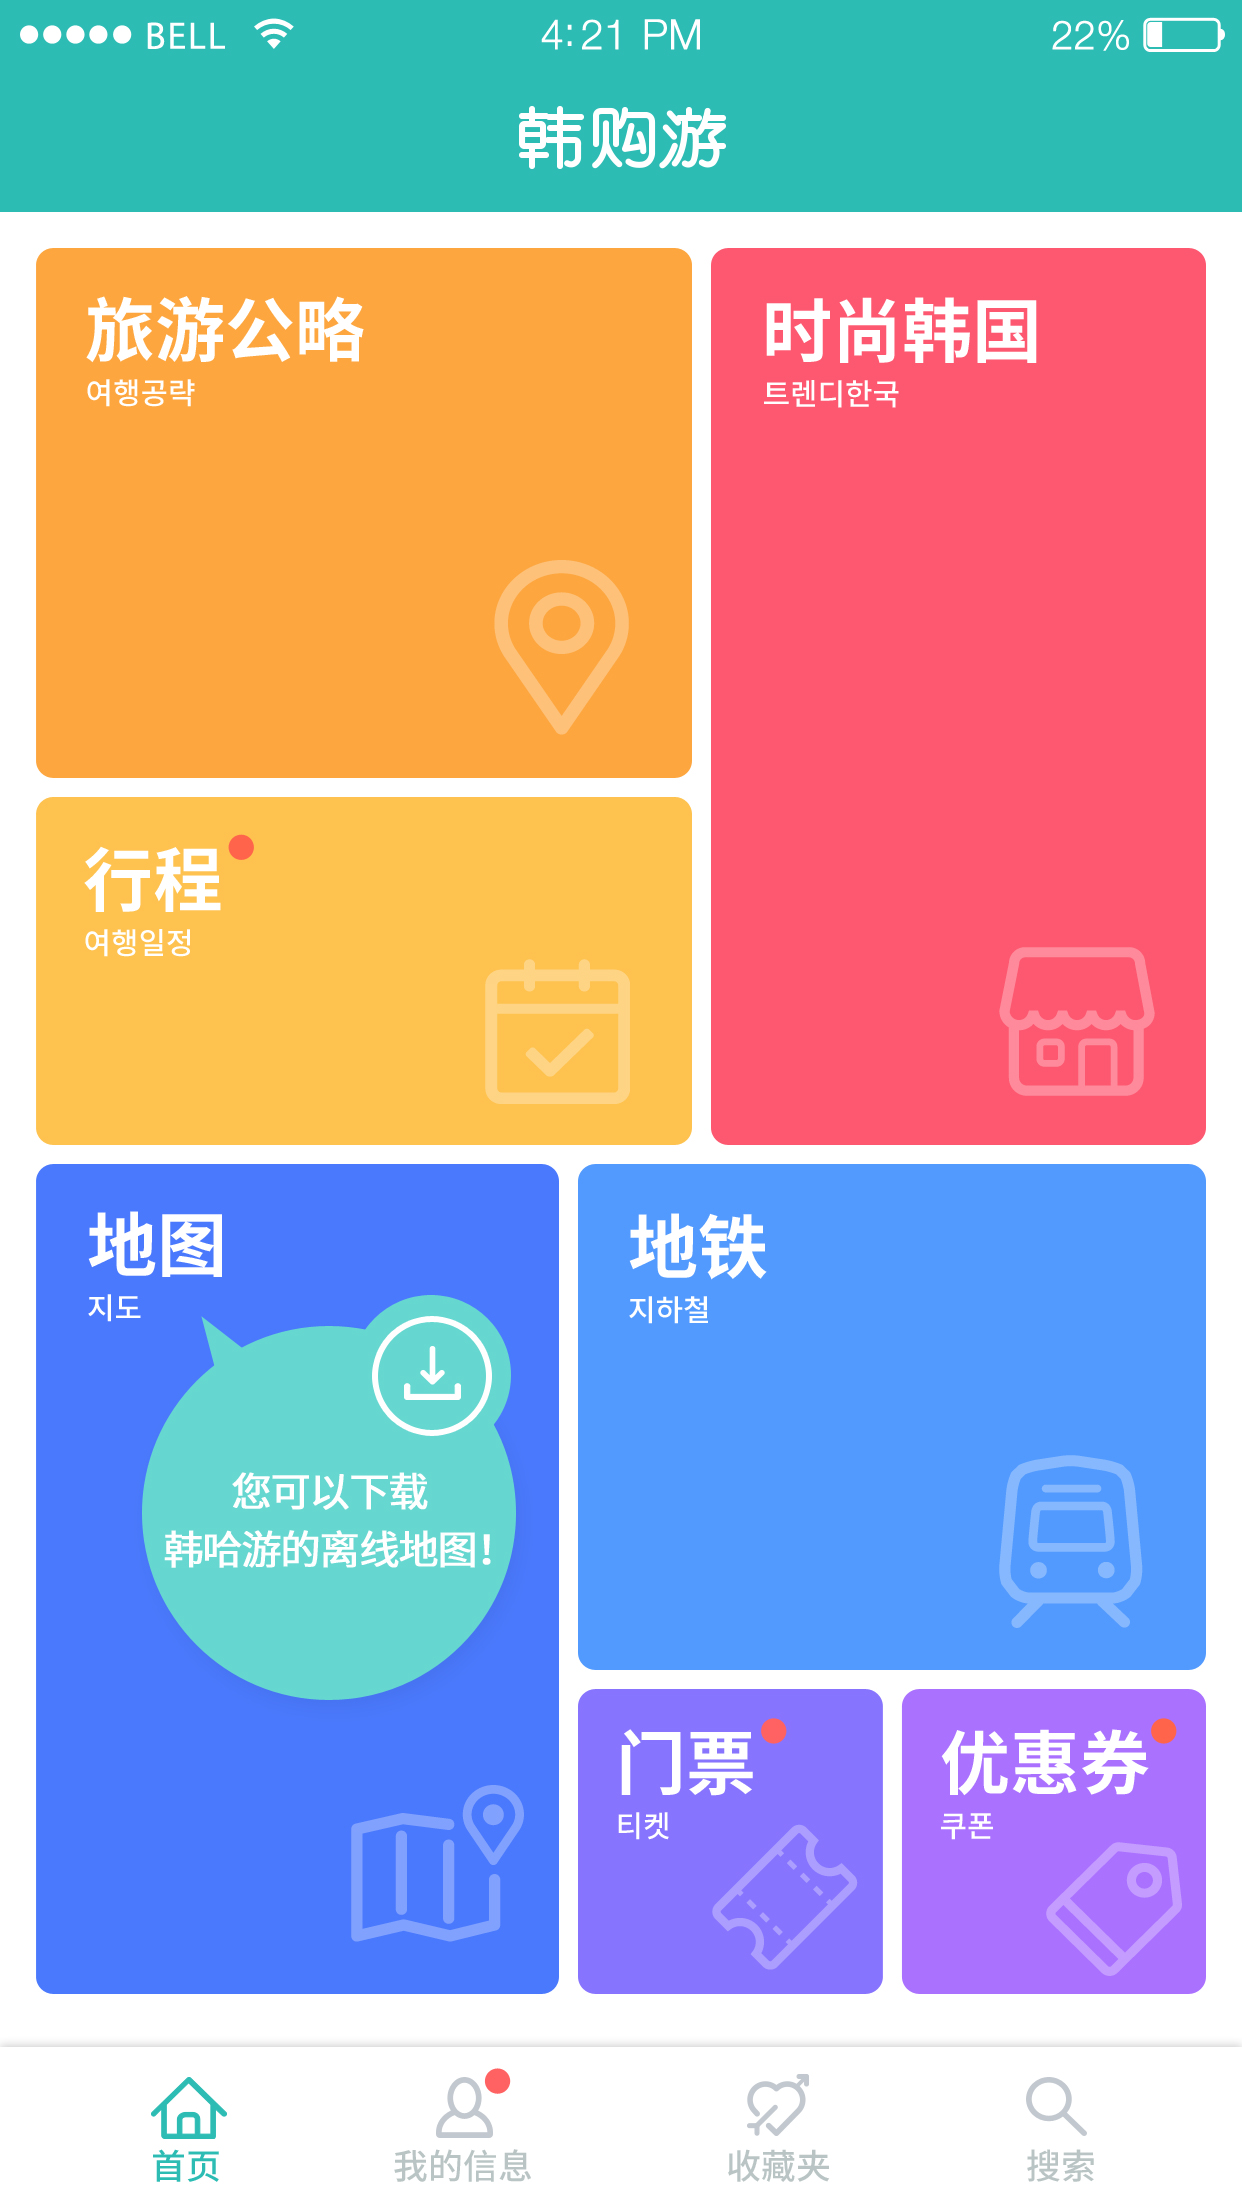 BELL 4:21 PM 22%
韩购游
旅游公略
여행공략
时尚韩国
트렌디한국
行程
여행일정
地图
지도
您可以下载
韩哈游的离线地图!
地铁
지하철
门票
티켓
优惠券
쿠폰
首页 我的信息 收藏夹 搜索